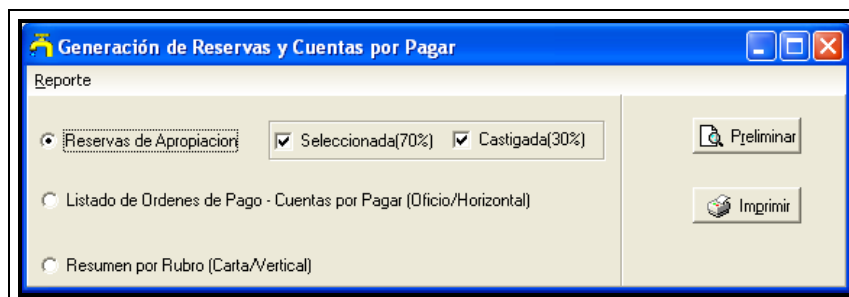 Generación de Reservas y Cuentas por Pagar
Reporte
Reservas de Apropiacion Seleccionada(70%) Castigada(30%) Preliminar
Listado de Ordenes de Pago - Cuentas por Pagar (Oficio/Horizontal) Imprimir
Resumen por Rubro (Carta/Vertical)